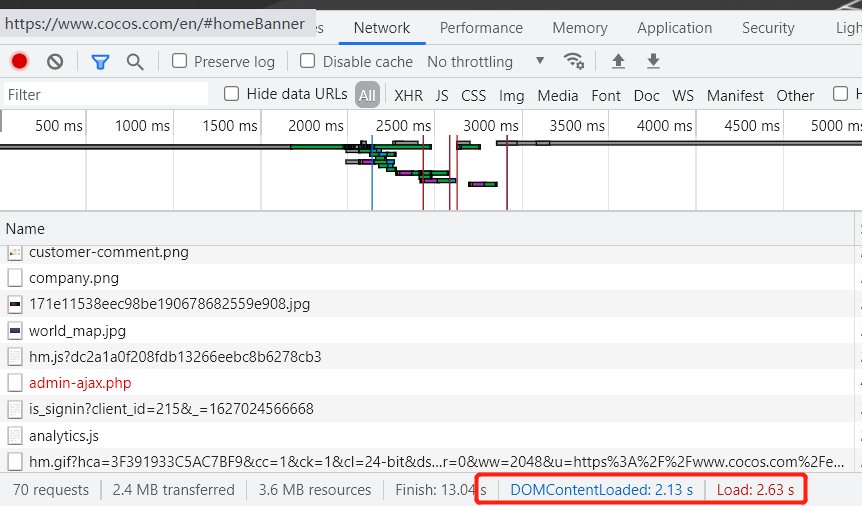 https://www.cocos.com/en/#homeBanner
Network Performance Memory Application Security
Preserve log Disable cache No throttling
Filter Hide data URLs All XHR JS CSS Img Media Font Doc WS Manifest Other
500 ms 1000 ms 1500 ms 2000 ms 2500 ms 3000 ms 3500 ms 4000 ms 4500 ms 5000
Name
customer-comment.png
company.png
171e11538eec98be190678682559e908.jpg
world_map.jpg
hm.js?dc2a1a0f208fdb13266eebc8b6278cb3
admin-ajax.php
is_signin?client_id=215&_=1627024566668
analytics.js
hm.gif?hca=3F391933C5AC7BF9&cc=1&ck=1&cl=24-bit&ds...r=0&ww=2048&u=https%3A%2F%2Fwww.cocos.com%2Fe...
70 requests 2.4 MB transferred 3.6 MB resources Finish: 13.04 s DOMContentLoaded: 2.13 s Load: 2.63 s